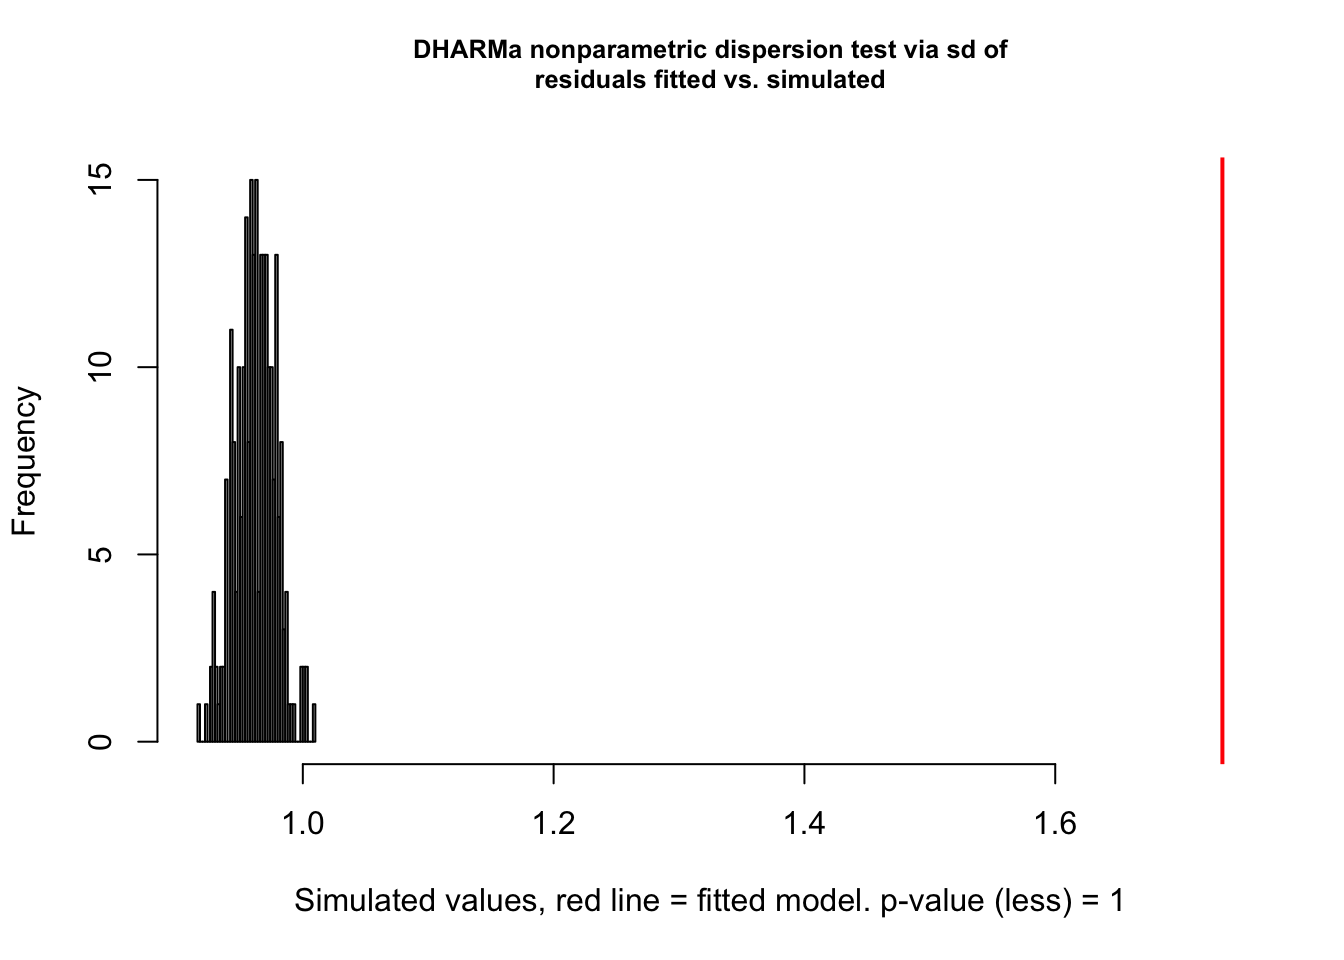 DHARMa nonparametric dispersion test via sd of
residuals fitted vs. simulated
Frequency
15
10
5
0
1.0 1.2 1.4 1.6
Simulated values, red line = fitted model. p-value (less) = 1